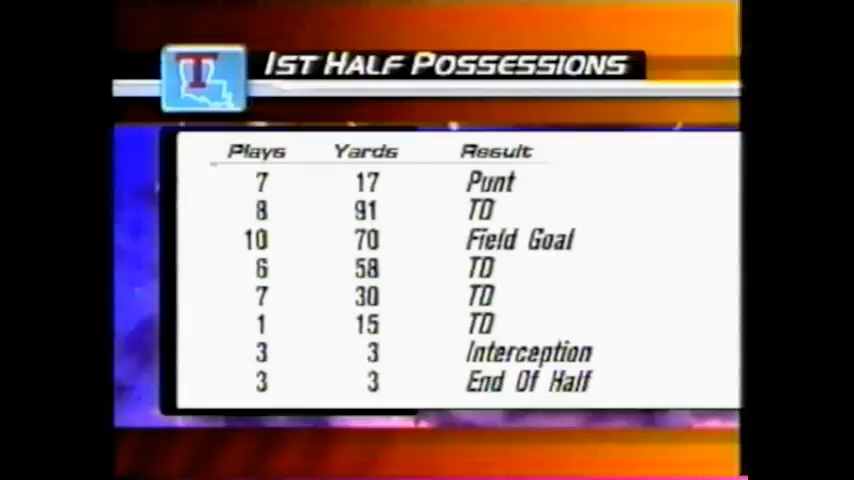 T
1ST HALF POSSESSIONS
Plays Yards Result
7 17 Punt
8 91 TD
10 70 Field Goal
6 58 TD
7 30 TD
1 15 TD
3 3 Interception
3 3 End Of Half